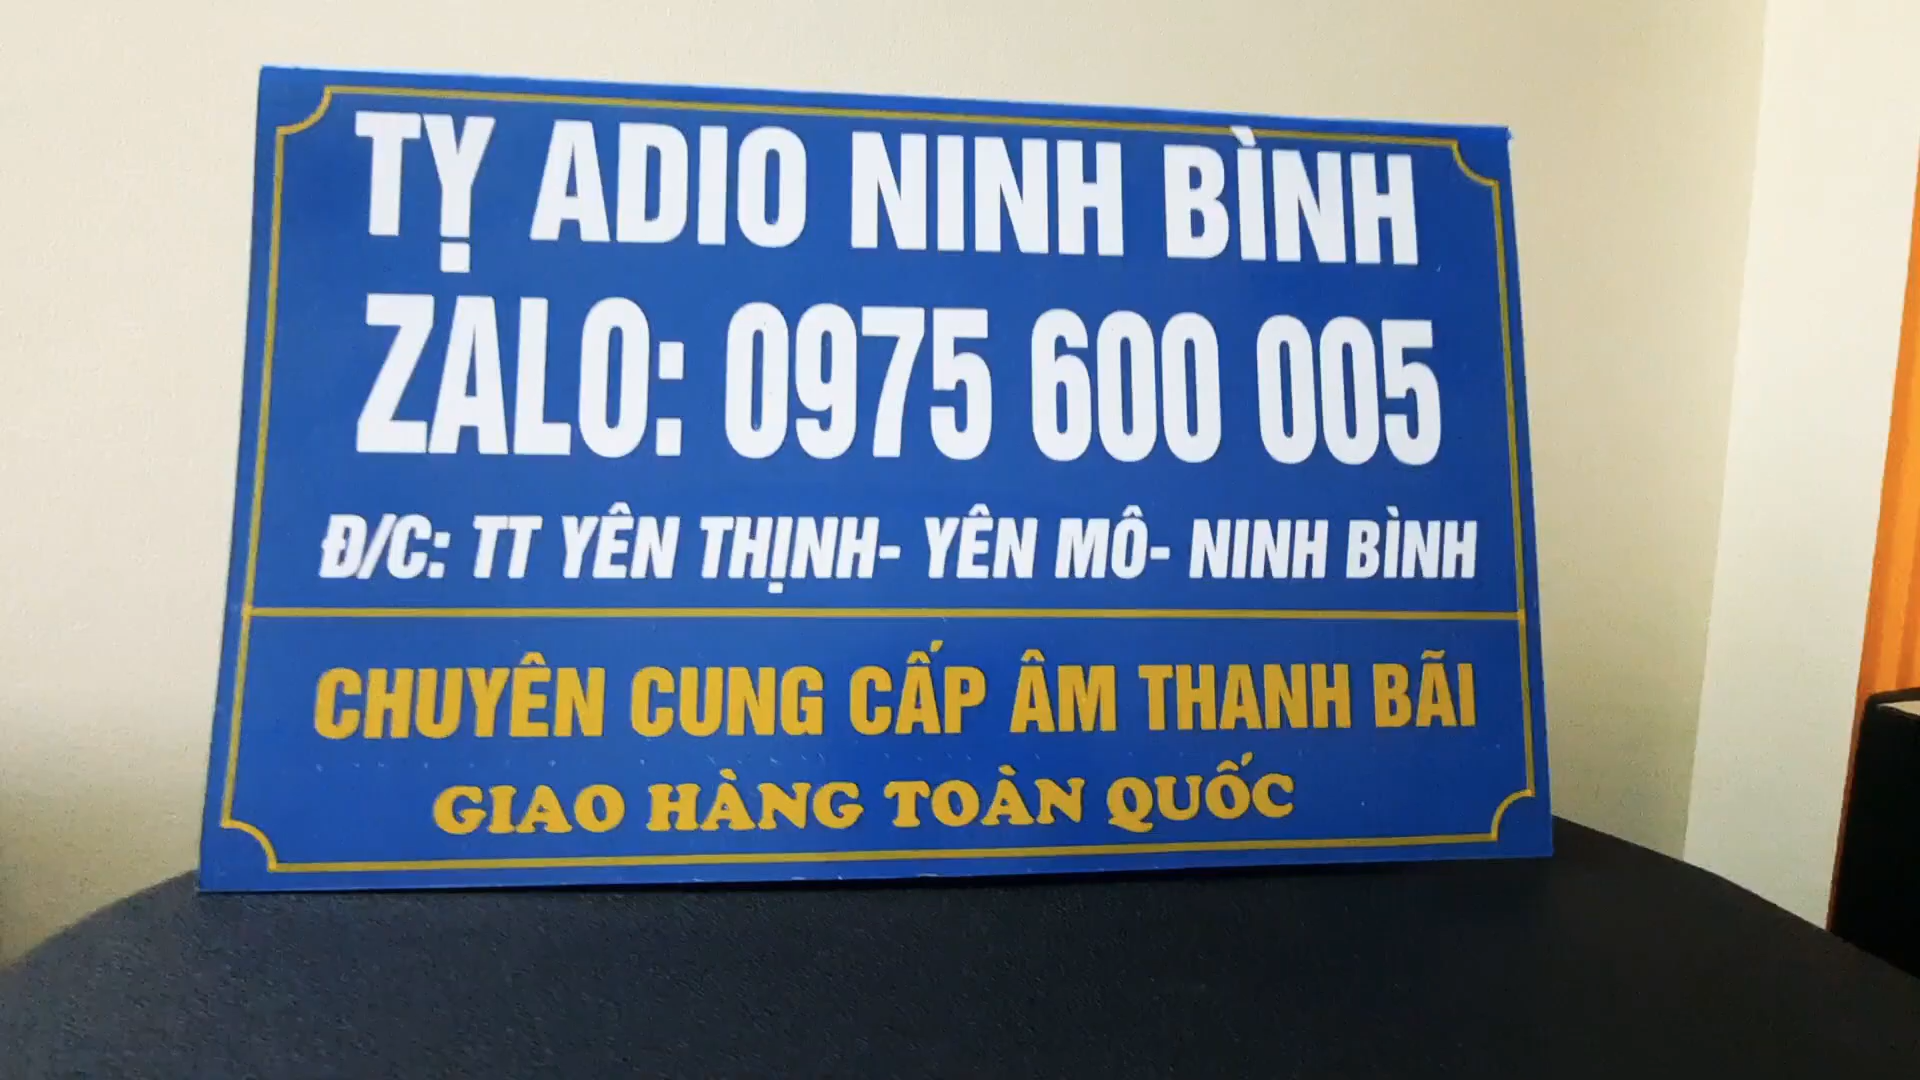 TỴ ADIO NINH BÌNH
ZALO: 0975 600 005
Đ/C: TT YÊN THỊNH- YÊN MÔ- NINH BÌNH
CHUYÊN CUNG CẤP ÂM THANH BÃI
GIAO HÀNG TOÀN QUỐC